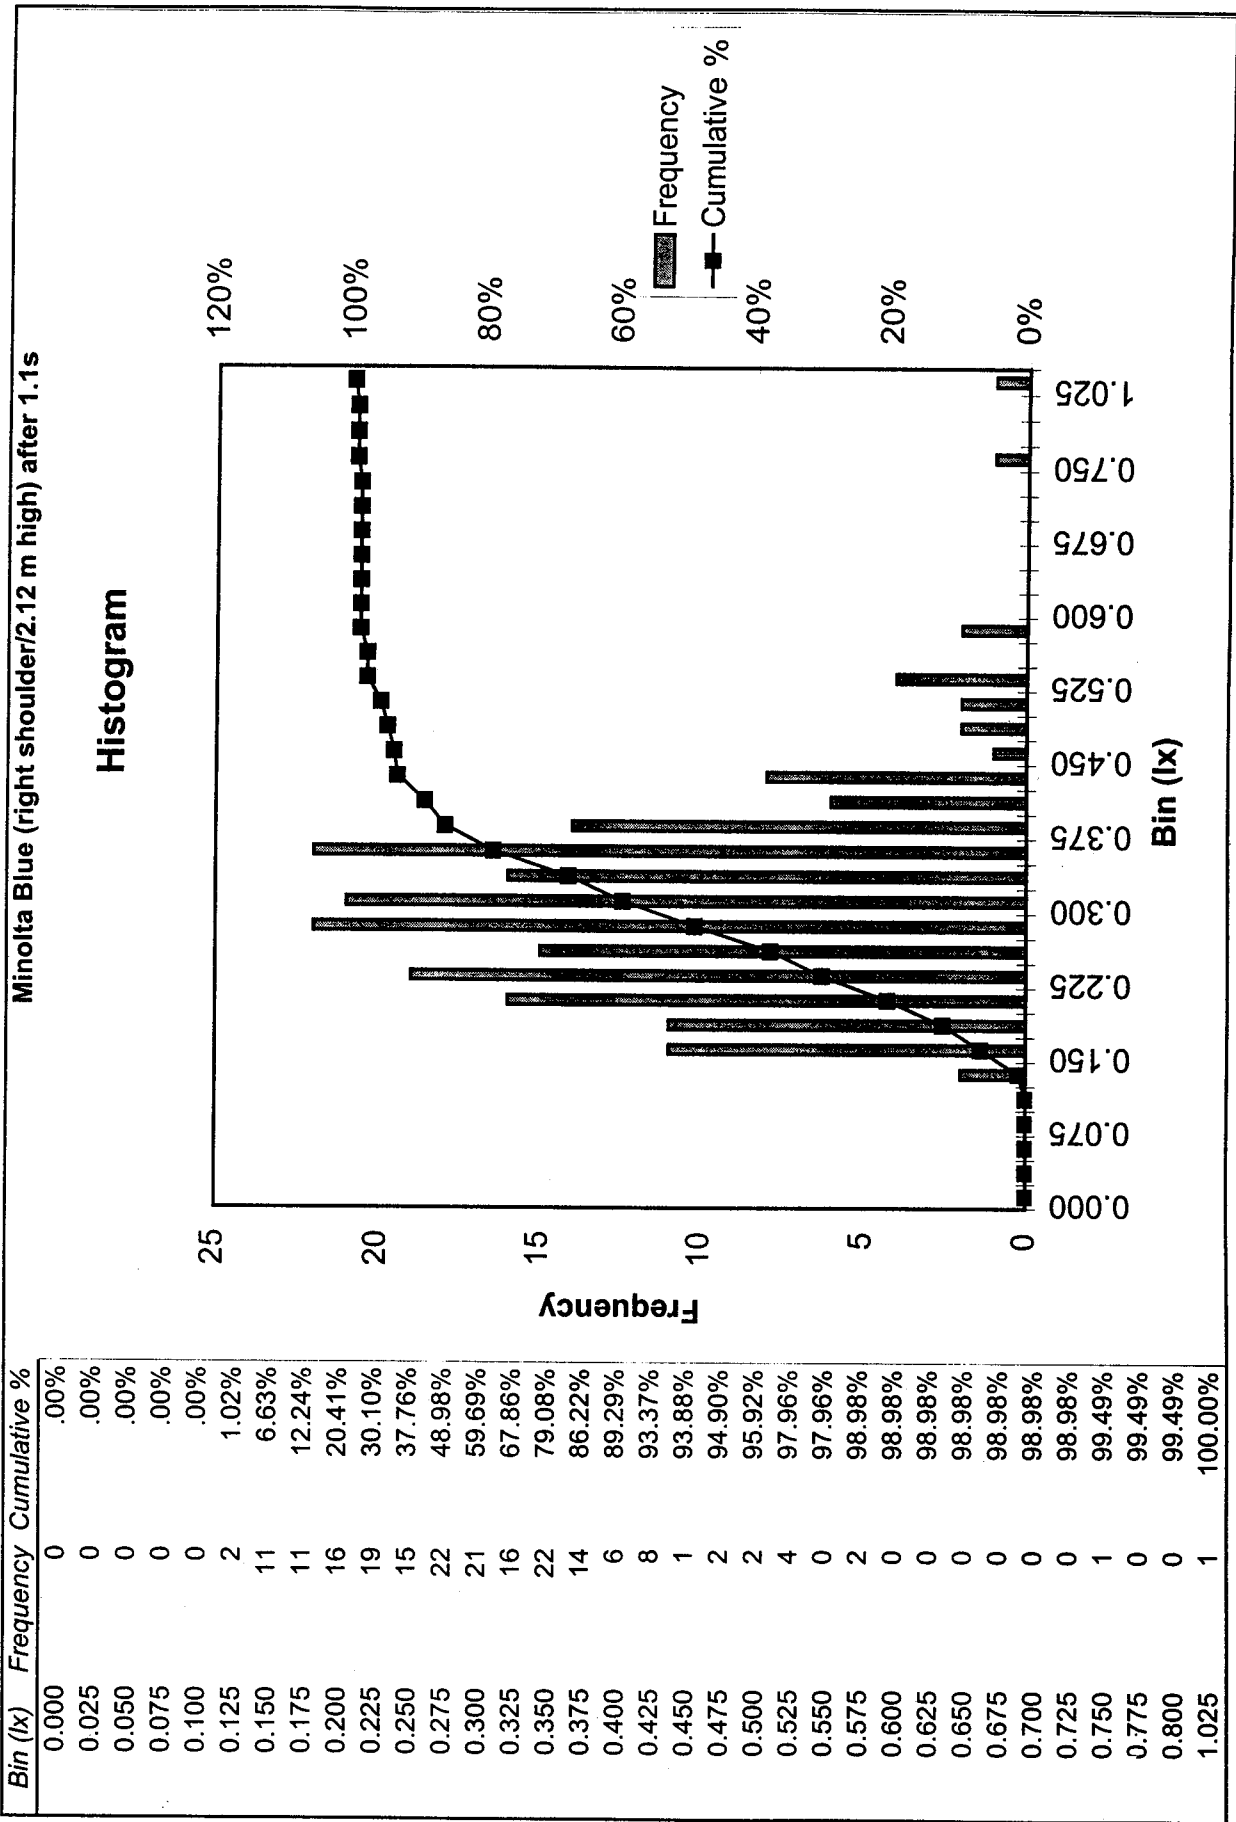 Minolta Blue (right shoulder/2.12 m high) after 1.1s
Bin (lx) Frequency Cumulative %
0.000 0 .00%
0.025 0 .00%
0.050 0 .00%
0.075 0 .00%
0.100 0 .00%
0.125 2 1.02%
0.150 11 6.63%
0.175 11 12.24%
0.200 16 20.41%
0.225 19 30.10%
0.250 15 37.76%
0.275 22 48.98%
0.300 21 59.69%
0.325 16 67.86%
0.350 22 79.08%
0.375 14 86.22%
0.400 6 89.29%
0.425 8 93.37%
0.450 1 93.88%
0.475 2 94.90%
0.500 2 95.92%
0.525 4 97.96%
0.550 0 97.96%
0.575 2 98.98%
0.600 0 98.98%
0.625 0 98.98%
0.650 0 98.98%
0.675 0 98.98%
0.700 0 98.98%
0.725 0 98.98%
0.750 1 99.49%
0.775 0 99.49%
0.800 0 99.49%
1.025 1 100.00%
Histogram
Frequency
25
20
15
10
5
0
120%
100%
80%
60%
40%
20%
0%
0.000
0.075
0.150
0.225
0.300
0.375
0.450
0.525
0.600
0.675
0.750
1.025
Bin (lx)
Frequency
Cumulative %